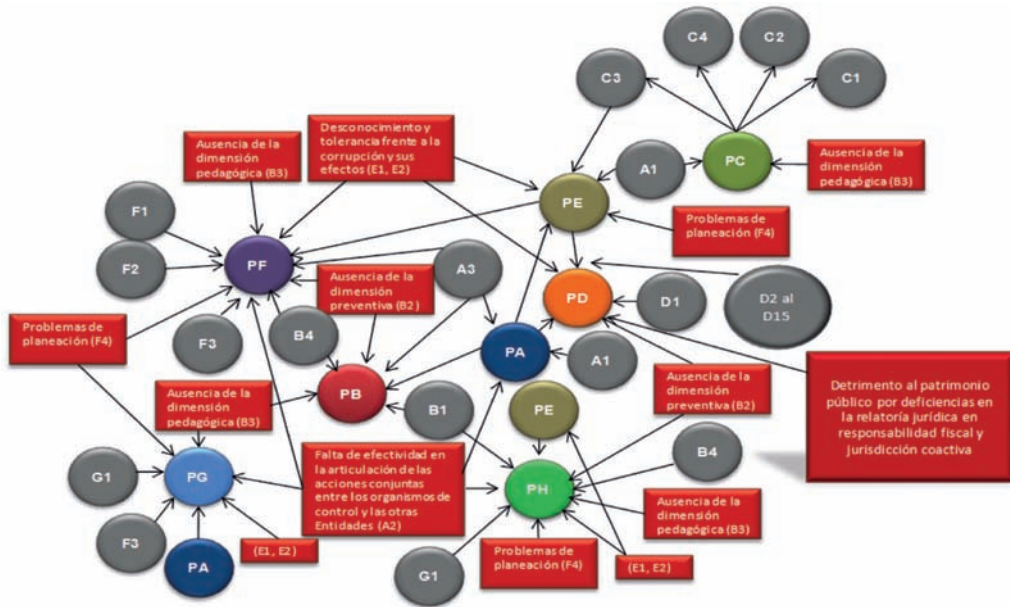 C4
C2
C3
C1
Desconocimiento y
tolerancia frente a la
corrupción y sus
efectos (E1, E2)
Ausencia de la
dimensión
pedagógica (B3)
A1
PC
Ausencia de la
dimensión
pedagógica (B3)
F1
PE
Problemas de
planeación (F4)
F2
PF
A3
Ausencia de la
dimensión
preventiva (B2)
PD
D1
D2 al
D15
Problemas de
planeación (F4)
F3
B4
PA
A1
Ausencia de la
dimensión
pedagógica (B3)
PB
B1
PE
Ausencia de la
dimensión
preventiva (B2)
Detrimento al patrimonio
público por deficiencias en
la relatoría jurídica en
responsabilidad fiscal y
jurisdicción coactiva
G1
PG
Falta de efectividad en
la articulación de las
acciones conjuntas
entre los organismos de
control y las otras
Entidades (A2)
PH
B4
F3
PA
(E1, E2)
G1
Problemas de
planeación (F4)
(E1, E2)
Ausencia de la
dimensión
pedagógica (B3)